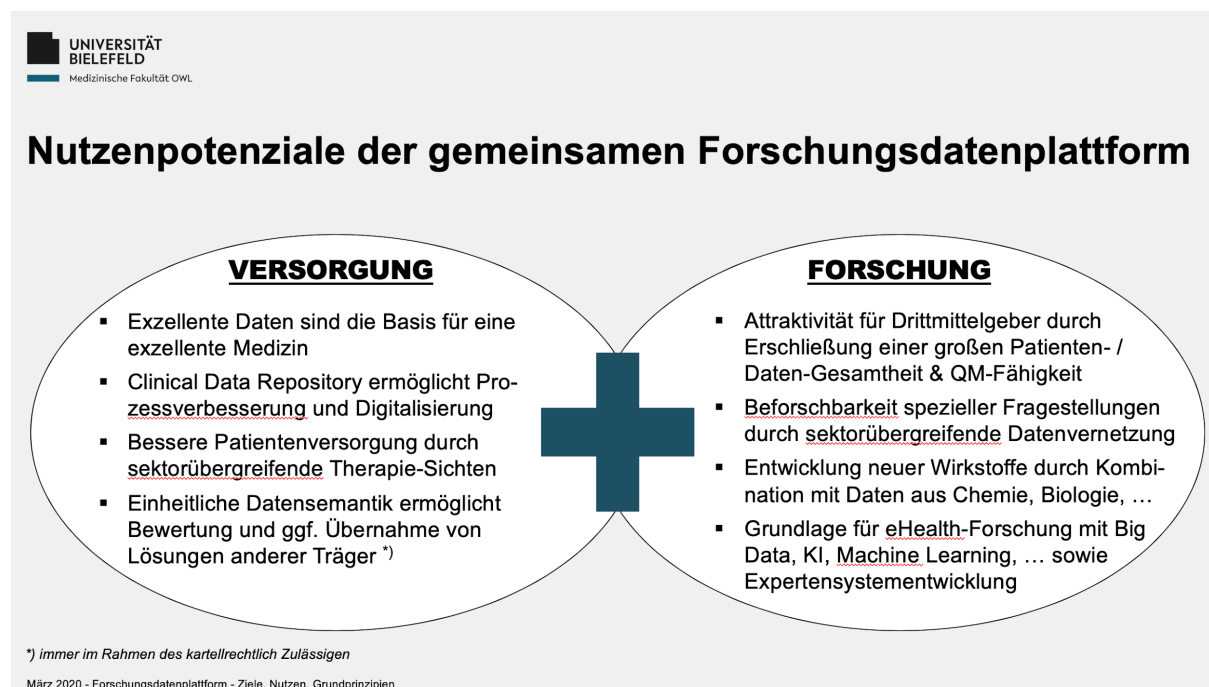 UNIVERSITÄT
BIELEFELD
Medizinische Fakultät OWL
Nutzenpotenziale der gemeinsamen Forschungsdatenplattform
VERSORGUNG
▪ Exzellente Daten sind die Basis für eine
exzellente Medizin
▪ Clinical Data Repository ermöglicht Pro-
zessverbesserung und Digitalisierung
▪ Bessere Patientenversorgung durch
sektorübergreifende Therapie-Sichten
▪ Einheitliche Datensemantik ermöglicht
Bewertung und ggf. Übernahme von
Lösungen anderer Träger *)
FORSCHUNG
▪ Attraktivität für Drittmittelgeber durch
Erschließung einer großen Patienten- /
Daten-Gesamtheit & QM-Fähigkeit
▪ Beforschbarkeit spezieller Fragestellungen
durch sektorübergreifende Datenvernetzung
▪ Entwicklung neuer Wirkstoffe durch Kombi-
nation mit Daten aus Chemie, Biologie, …
▪ Grundlage für eHealth-Forschung mit Big
Data, KI, Machine Learning, … sowie
Expertensystementwicklung
*) immer im Rahmen des kartellrechtlich Zulässigen
März 2020 - Forschungsdatenplattform - Ziele, Nutzen, Grundprinzipien